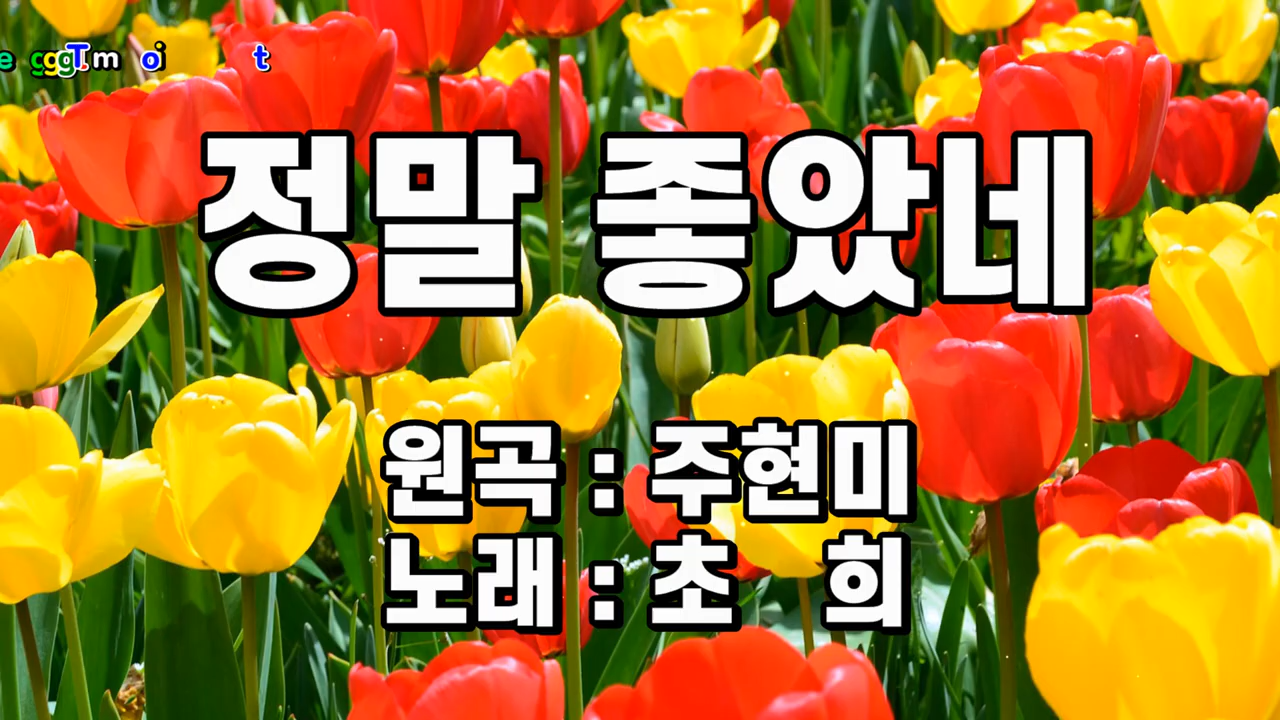 정말 좋았네
원곡 : 주현미
노래 : 초 희